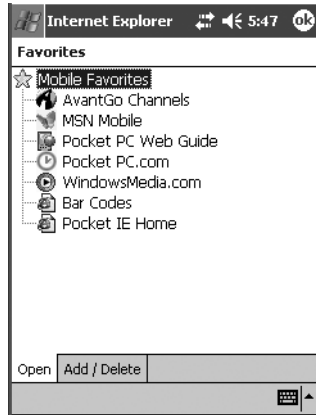 Internet Explorer 5:47 ok
Favorites
Mobile Favorites
AvantGo Channels
MSN Mobile
Pocket PC Web Guide
Pocket PC.com
WindowsMedia.com
Bar Codes
Pocket IE Home
Open Add / Delete